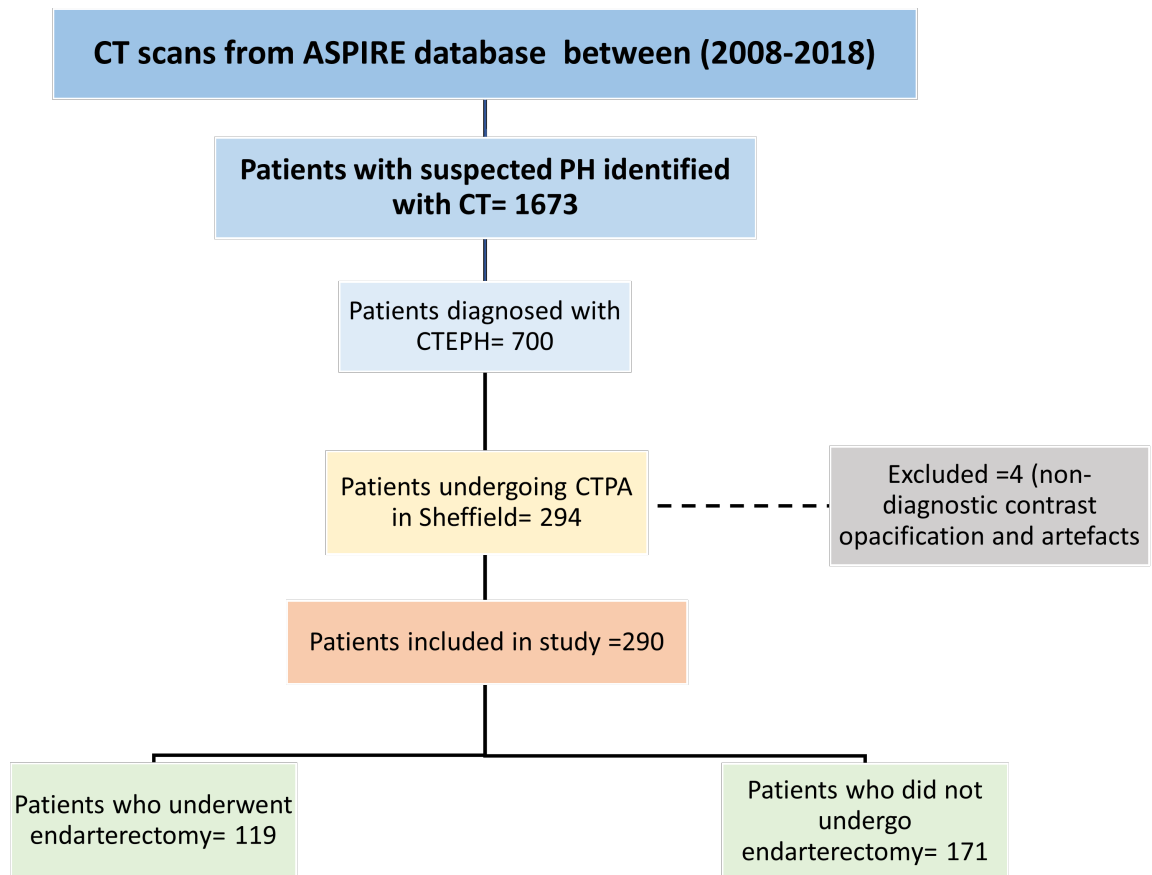 CT scans from ASPIRE database between (2008-2018)
Patients with suspected PH identified
with CT= 1673
Patients diagnosed with
CTEPH= 700
Patients undergoing CTPA
in Sheffield= 294
Excluded =4 (non-
diagnostic contrast
opacification and artefacts
Patients included in study =290
Patients who underwent
endarterectomy= 119
Patients who did not
undergo
endarterectomy= 171